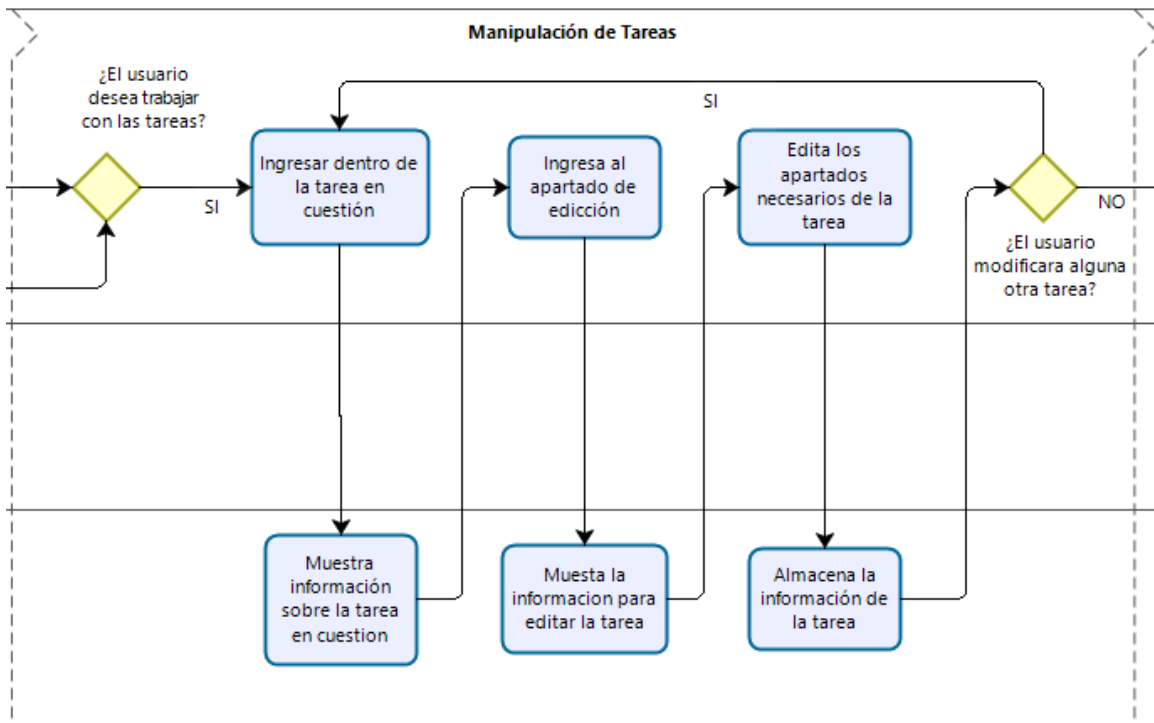 Manipulación de Tareas
¿El usuario
desea trabajar
con las tareas?
SI
Ingresar dentro de
la tarea en
cuestión
Ingresa al
apartado de
edicción
SI
Edita los
apartados
necesarios de la
tarea
NO
¿El usuario
modificara alguna
otra tarea?
Muestra
información
sobre la tarea
en cuestion
Muesta la
informacion para
editar la tarea
Almacena la
información de
la tarea